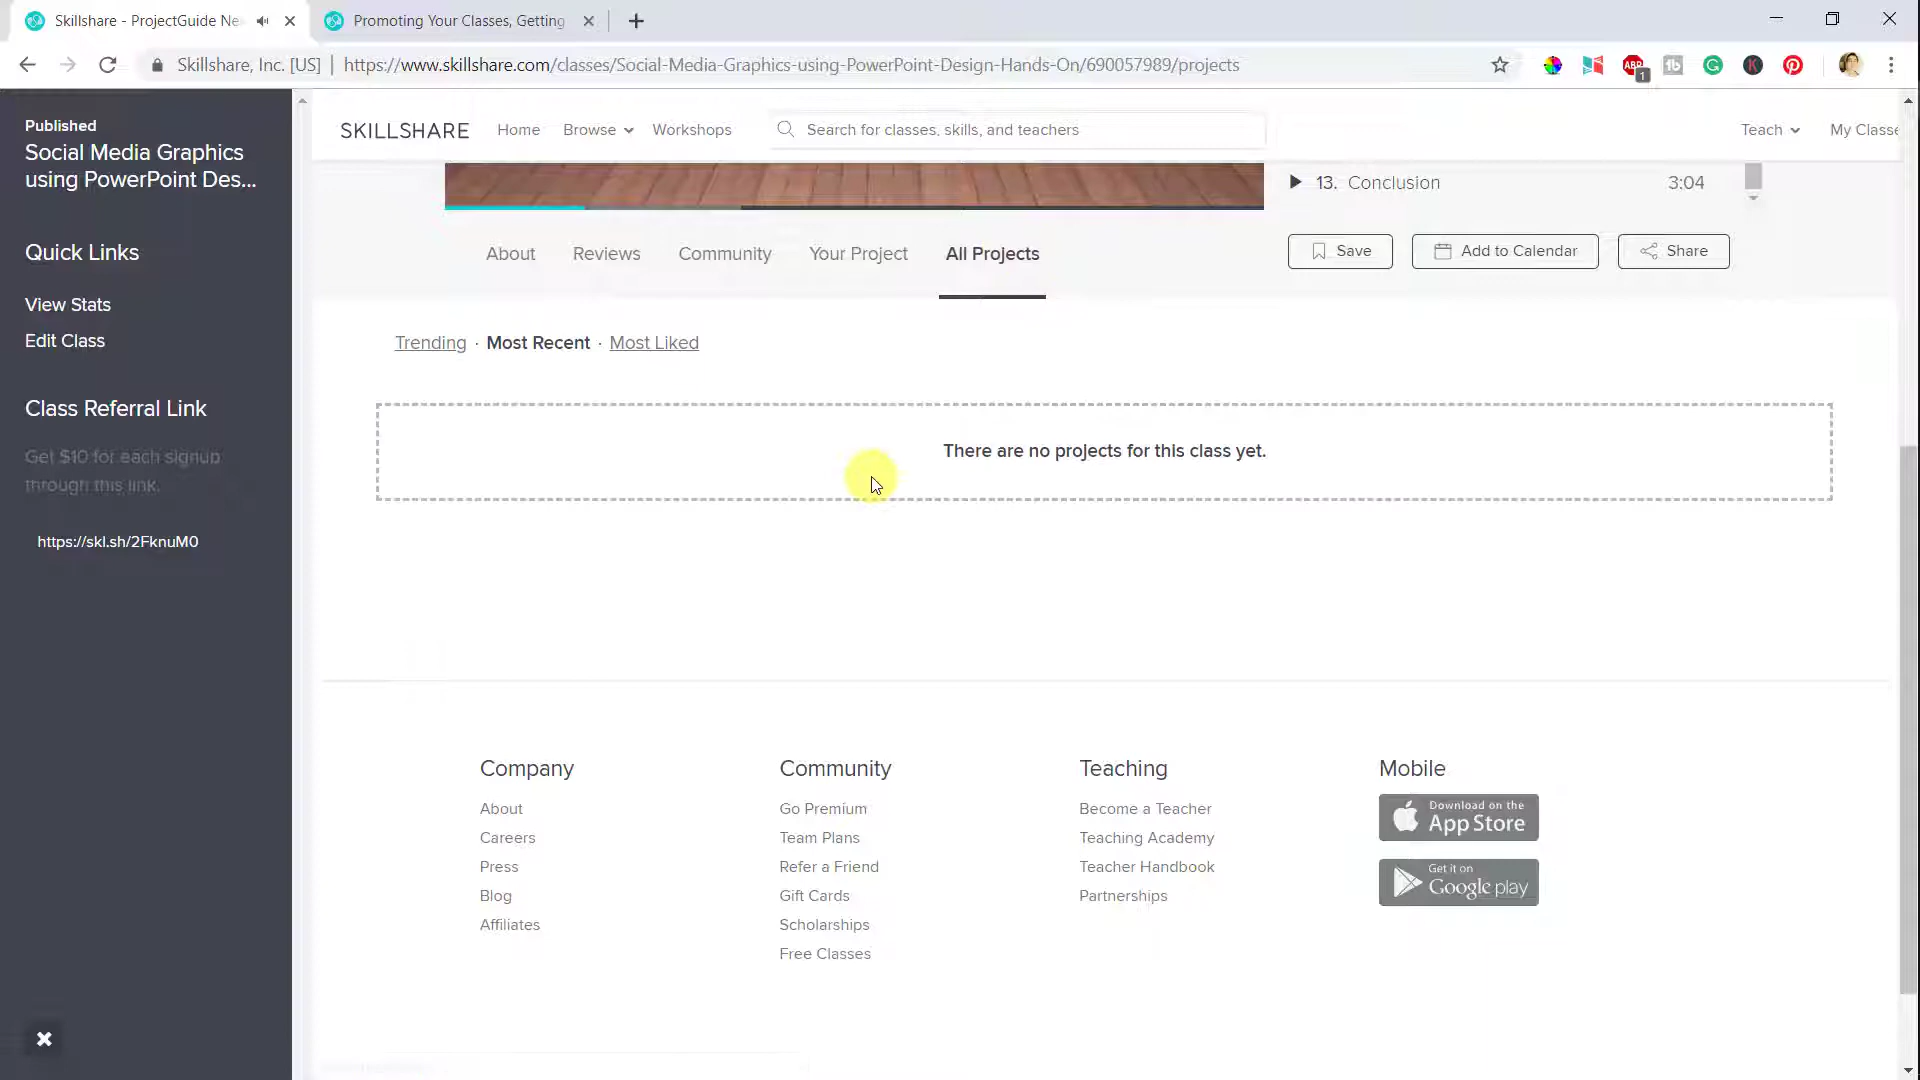 Skillshare - ProjectGuide Ne
Promoting Your Classes, Getting
Skillshare, Inc. [US]
https://www.skillshare.com/classes/Social-Media-Graphics-using-PowerPoint-Design-Hands-On/690057989/projects
ABP
1
tb
G
K
Published
Social Media Graphics
using PowerPoint Des...
Quick Links
View Stats
Edit Class
Class Referral Link
Get $10 for each signup
through this link.
https://skl.sh/2FknuM0
SKILLSHARE
Home
Browse
Workshops
Search for classes, skills, and teachers
Teach
My Classe
13. Conclusion
3:04
About
Reviews
Community
Your Project
All Projects
Save
Add to Calendar
Share
Trending · Most Recent · Most Liked
There are no projects for this class yet.
Company
About
Careers
Press
Blog
Affiliates
Community
Go Premium
Team Plans
Refer a Friend
Gift Cards
Scholarships
Free Classes
Teaching
Become a Teacher
Teaching Academy
Teacher Handbook
Partnerships
Mobile
Download on the
App Store
Get it on
Google play